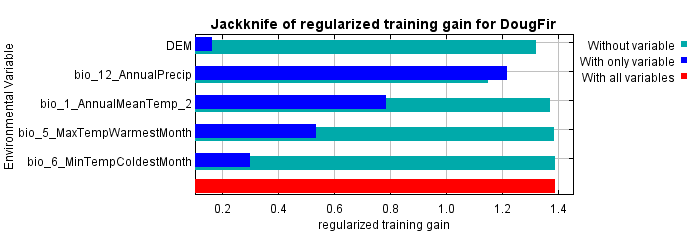 Jackknife of regularized training gain for DougFir
Environmental Variable
DEM
bio_12_AnnualPrecip
bio_1_AnnualMeanTemp_2
bio_5_MaxTempWarmestMonth
bio_6_MinTempColdestMonth
Without variable
With only variable
With all variables
0.2 0.4 0.6 0.8 1.0 1.2 1.4
regularized training gain